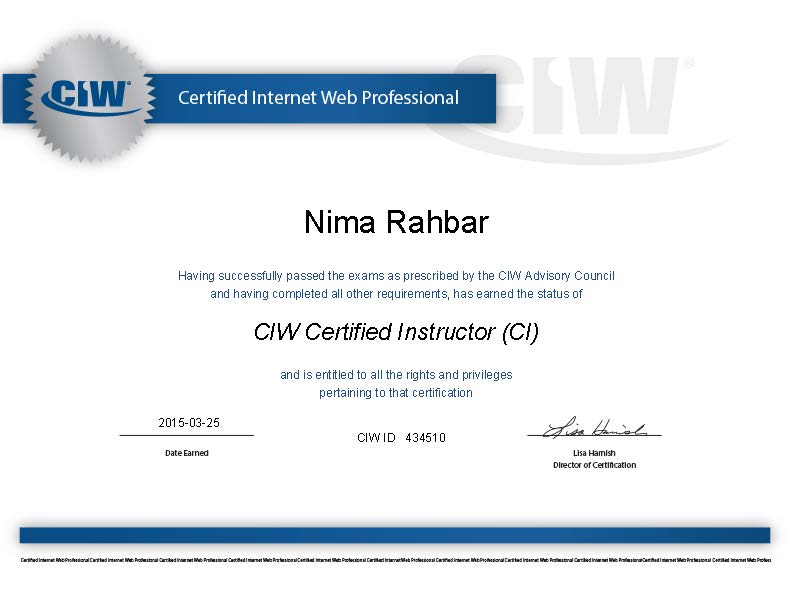 CIW®
Certified Internet Web Professional
CIW®
Nima Rahbar
Having successfully passed the exams as prescribed by the CIW Advisory Council
and having completed all other requirements, has earned the status of
CIW Certified Instructor (CI)
and is entitled to all the rights and privileges
pertaining to that certification
2015-03-25
Date Earned
CIW ID 434510
Lisa Hamish
Lisa Hamish
Director of Certification
Certified Internet Web Professional Certified Internet Web Professional Certified Internet Web Professional Certified Internet Web Professional Certified Internet Web Professional Certified Internet Web Professional Certified Internet Web Professional Certified Internet Web Professional Certified Internet Web Professional Certified Internet Web Professional Certified Internet Web Profess